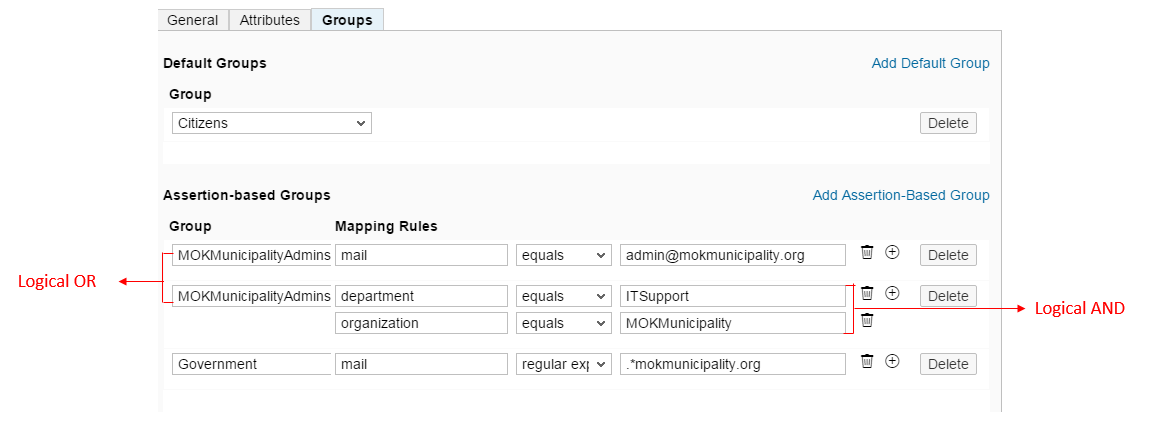 General Attributes Groups
Default Groups Add Default Group
Group
Citizens Delete
Assertion-based Groups Add Assertion-Based Group
Group Mapping Rules
MOKMunicipalityAdmins mail equals admin@mokmunicipality.org Delete
Logical OR
MOKMunicipalityAdmins department equals ITSupport Delete
Logical AND
organization equals MOKMunicipality
Government mail regular exp .*mokmunicipality.org Delete